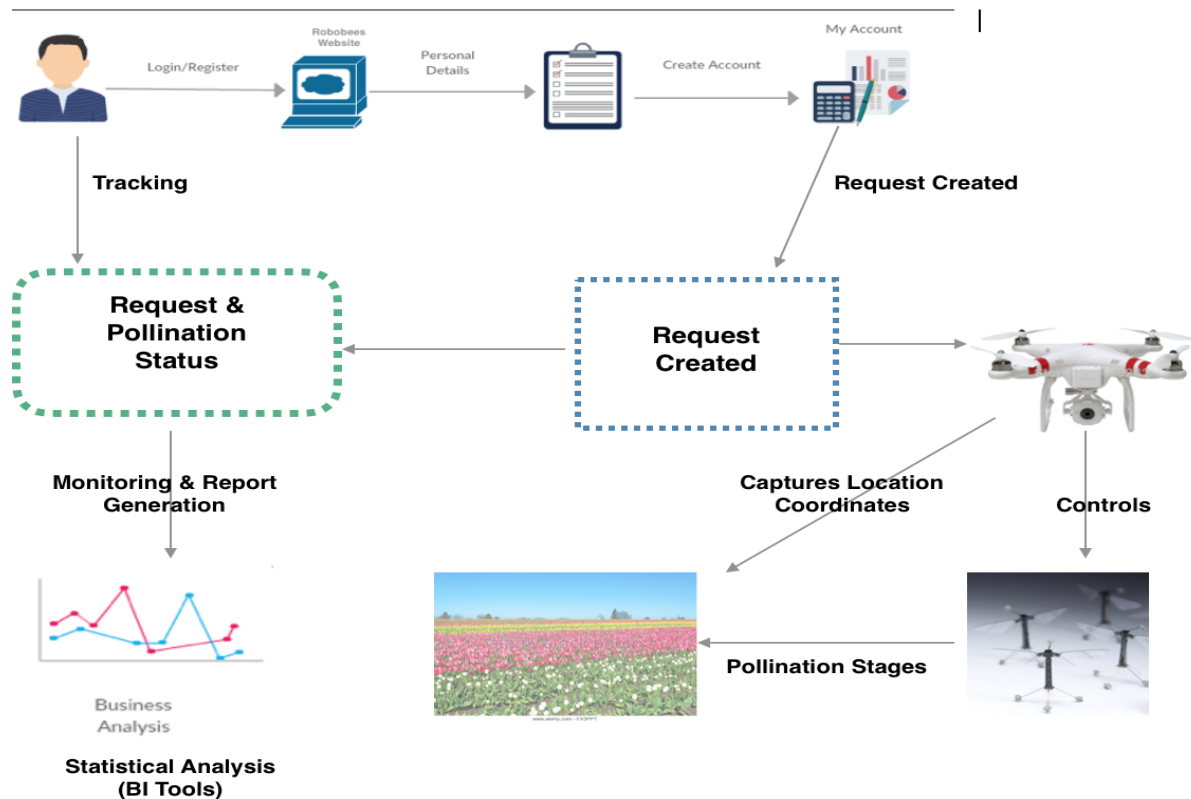 Robobees
Website
My Account
Login/Register
Personal
Details
Create Account
Tracking
Request Created
Request &
Pollination
Status
Request
Created
Monitoring & Report
Generation
Captures Location
Coordinates
Controls
Pollination Stages
Business
Analysis
Statistical Analysis
(BI Tools)